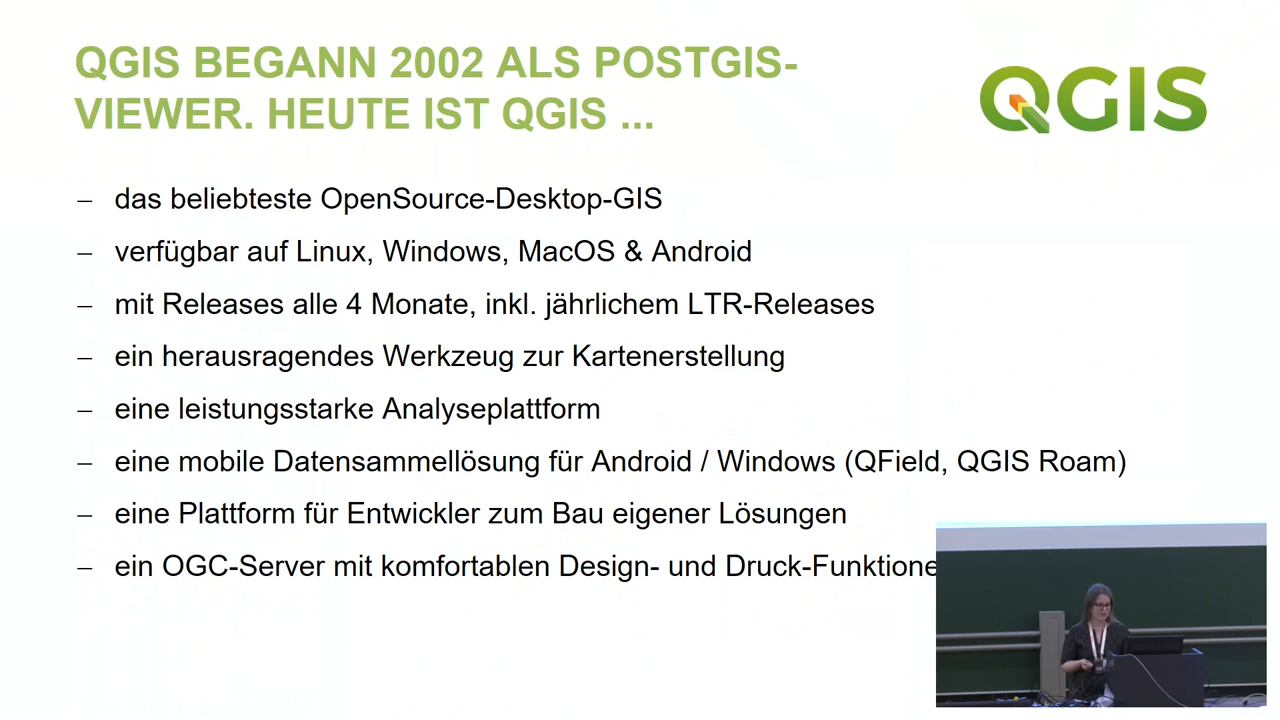 QGIS BEGANN 2002 ALS POSTGIS-
VIEWER. HEUTE IST QGIS ...
QGIS
– das beliebteste OpenSource-Desktop-GIS
– verfügbar auf Linux, Windows, MacOS & Android
– mit Releases alle 4 Monate, inkl. jährlichem LTR-Releases
– ein herausragendes Werkzeug zur Kartenerstellung
– eine leistungsstarke Analyseplattform
– eine mobile Datensammellösung für Android / Windows (QField, QGIS Roam)
– eine Plattform für Entwickler zum Bau eigener Lösungen
– ein OGC-Server mit komfortablen Design- und Druck-Funktione